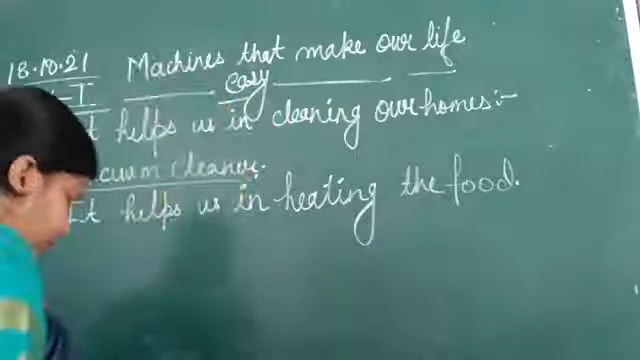 18.10.21 Machines that make our life
easy
t helps us in cleaning our homes:-
cuum cleaner.
It helps us in heating the food.